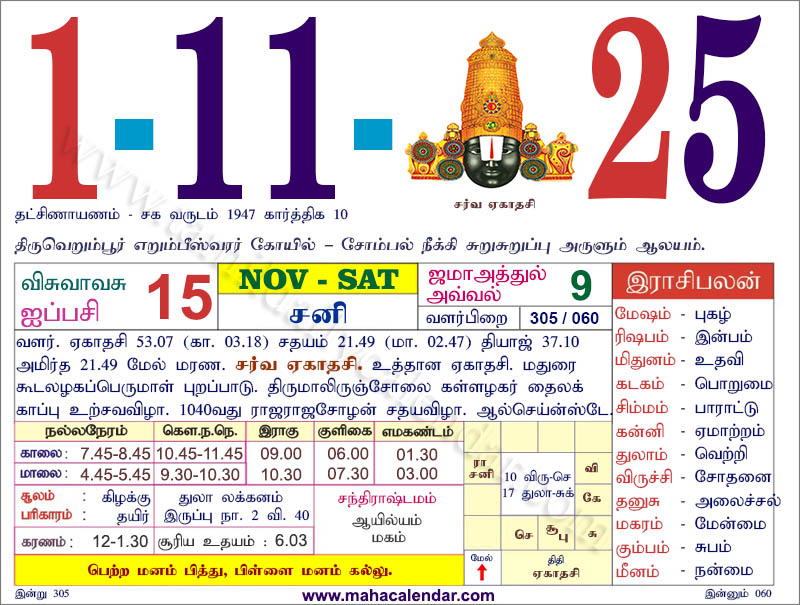 1-11- 25
சர்வ ஏகாதசி
தட்சிணாயணம் - சக வருடம் 1947 கார்த்திக 10
திருவெறும்பூர் எறும்பீஸ்வரர் கோயில் – சோம்பல் நீக்கி சுறுசுறுப்பு அருளும் ஆலயம்.
விசுவாவசு
ஐப்பசி 15
NOV - SAT
சனி
ஜமாஅத்துல்
அவ்வல் 9
வளர்பிறை 305 / 060
வளர். ஏகாதசி 53.07 (கா. 03.18) சதயம் 21.49 (மா. 02.47) தியாஜ் 37.10
அமிர்த 21.49 மேல் மரண. சர்வ ஏகாதசி. உத்தான ஏகாதசி. மதுரை
கூடலழகப்பெருமாள் புறப்பாடு. திருமாலிருஞ்சோலை கள்ளழகர் தைலக்
காப்பு உற்சவவிழா. 1040வது ராஜராஜசோழன் சதயவிழா. ஆல்செய்ன்ஸ்டே.
இராசிபலன்
மேஷம் - புகழ்
ரிஷபம் - இன்பம்
மிதுனம் - உதவி
கடகம் - பொறுமை
சிம்மம் - பாராட்டு
கன்னி - ஏமாற்றம்
துலாம் - வெற்றி
விருச்சி - சோதனை
தனுசு - அலைச்சல்
மகரம் - மேன்மை
கும்பம் - சுபம்
மீனம் - நன்மை
நல்லநேரம் கௌ.ந.நெ. இராகு குளிகை எமகண்டம்
காலை: 7.45-8.45 10.45-11.45 09.00 06.00 01.30
மாலை: 4.45-5.45 9.30-10.30 10.30 07.30 03.00
சூலம் : கிழக்கு
பரிகாரம் : தயிர்
துலா லக்கனம்
இருப்பு நா. 2 வி. 40
சந்திராஷ்டமம்
ஆயில்யம்
மகம்
கரணம்: 12-1.30 சூரிய உதயம் : 6.03
ரா
சனி
10 விரு-செ
17 துலா-சுக்
வி
கே
செ
சூ
பு
சு
மேல்
திதி
ஏகாதசி
பெற்ற மனம் பித்து, பிள்ளை மனம் கல்லு.
இன்று 305
www.mahacalendar.com
இன்னும் 060